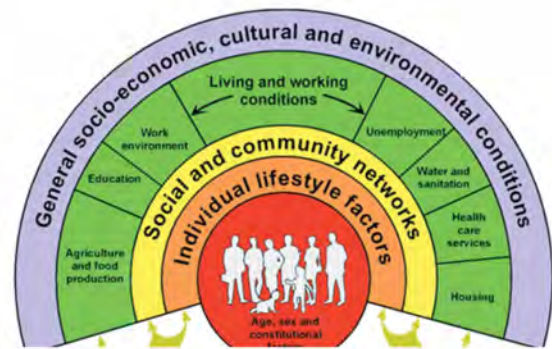 General socio-economic, cultural and environmental conditions
Living and working
conditions
Work
environment
Unemployment
Education
Water and
sanitation
Agriculture
and food
production
Health
care
services
Housing
Social and community networks
Individual lifestyle factors
Age, sex and
constitutional